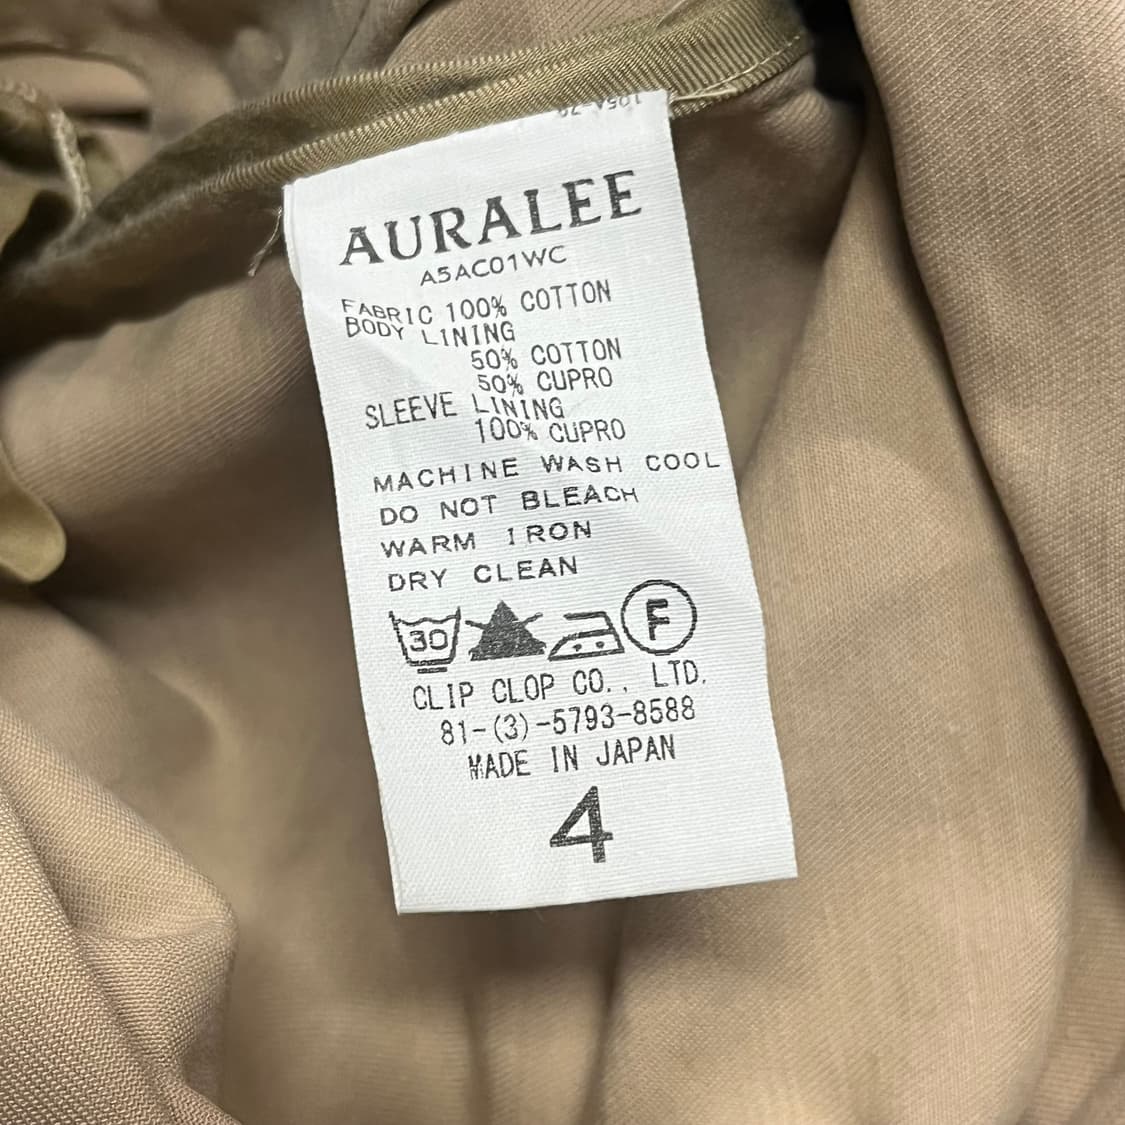 AURALEE
A5AC01WC
FABRIC 100% COTTON
BODY LINING
50% COTTON
50% CUPRO
SLEEVE LINING
100% CUPRO
MACHINE WASH COOL
DO NOT BLEACH
WARM IRON
DRY CLEAN
30 F
CLIP CLOP CO., LTD.
81-(3)-5793-8588
MADE IN JAPAN
4